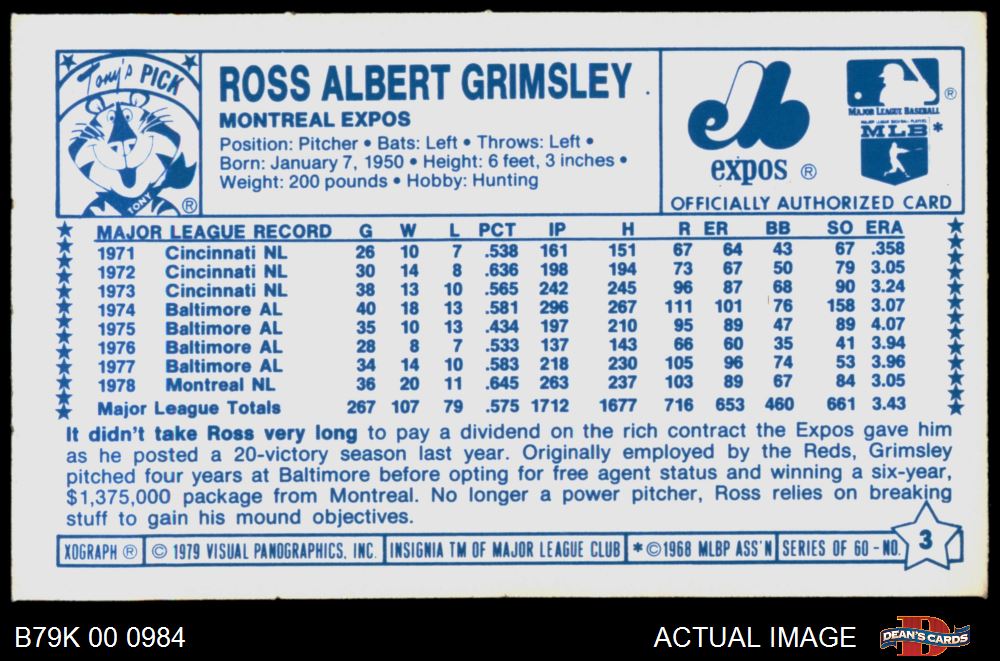 Tony's PICK
TONY ®
ROSS ALBERT GRIMSLEY
MONTREAL EXPOS
Position: Pitcher • Bats: Left • Throws: Left •
Born: January 7, 1950 • Height: 6 feet, 3 inches •
Weight: 200 pounds • Hobby: Hunting
expos ®
®
MAJOR LEAGUE BASEBALL
MLB*
OFFICIALLY AUTHORIZED CARD
MAJOR LEAGUE RECORD G W L PCT IP H R ER BB SO ERA
1971 Cincinnati NL 26 10 7 .538 161 151 67 64 43 67 .358
1972 Cincinnati NL 30 14 8 .636 198 194 73 67 50 79 3.05
1973 Cincinnati NL 38 13 10 .565 242 245 96 87 68 90 3.24
1974 Baltimore AL 40 18 13 .581 296 267 111 101 76 158 3.07
1975 Baltimore AL 35 10 13 .434 197 210 95 89 47 89 4.07
1976 Baltimore AL 28 8 7 .533 137 143 66 60 35 41 3.94
1977 Baltimore AL 34 14 10 .583 218 230 105 96 74 53 3.96
1978 Montreal NL 36 20 11 .645 263 237 103 89 67 84 3.05
Major League Totals 267 107 79 .575 1712 1677 716 653 460 661 3.43
It didn't take Ross very long to pay a dividend on the rich contract the Expos gave him
as he posted a 20-victory season last year. Originally employed by the Reds, Grimsley
pitched four years at Baltimore before opting for free agent status and winning a six-year,
$1,375,000 package from Montreal. No longer a power pitcher, Ross relies on breaking
stuff to gain his mound objectives.
XOGRAPH ® © 1979 VISUAL PANOGRAPHICS, INC. INSIGNIA TM OF MAJOR LEAGUE CLUB * ©1968 MLBP ASS'N SERIES OF 60 - NO. 3
B79K 00 0984
ACTUAL IMAGE
DEAN'S CARDS